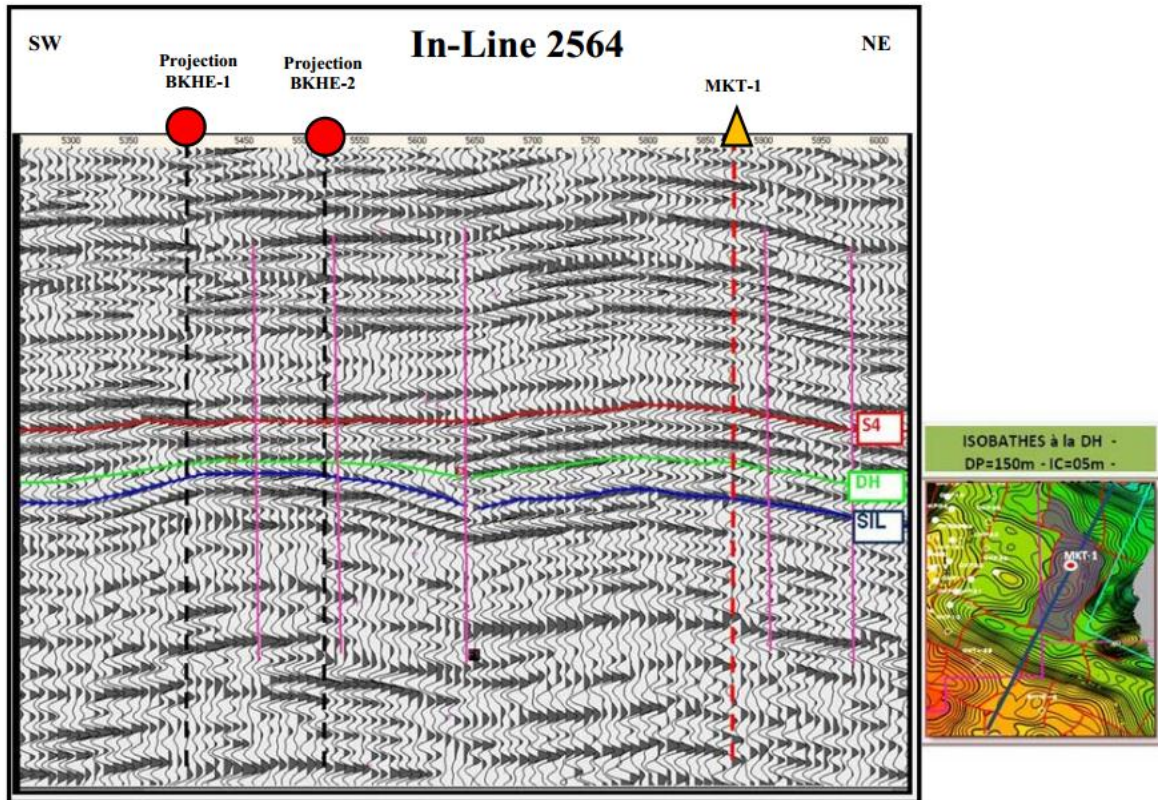 SW
In-Line 2564
NE
Projection
BKHE-1
Projection
BKHE-2
MKT-1
5300 5350 5450 5550 5600 5650 5700 5750 5800 5900 5950 6000
S4
DH
SIL
ISOBATHES à la DH -
DP=150m - IC=05m -
MKT-1